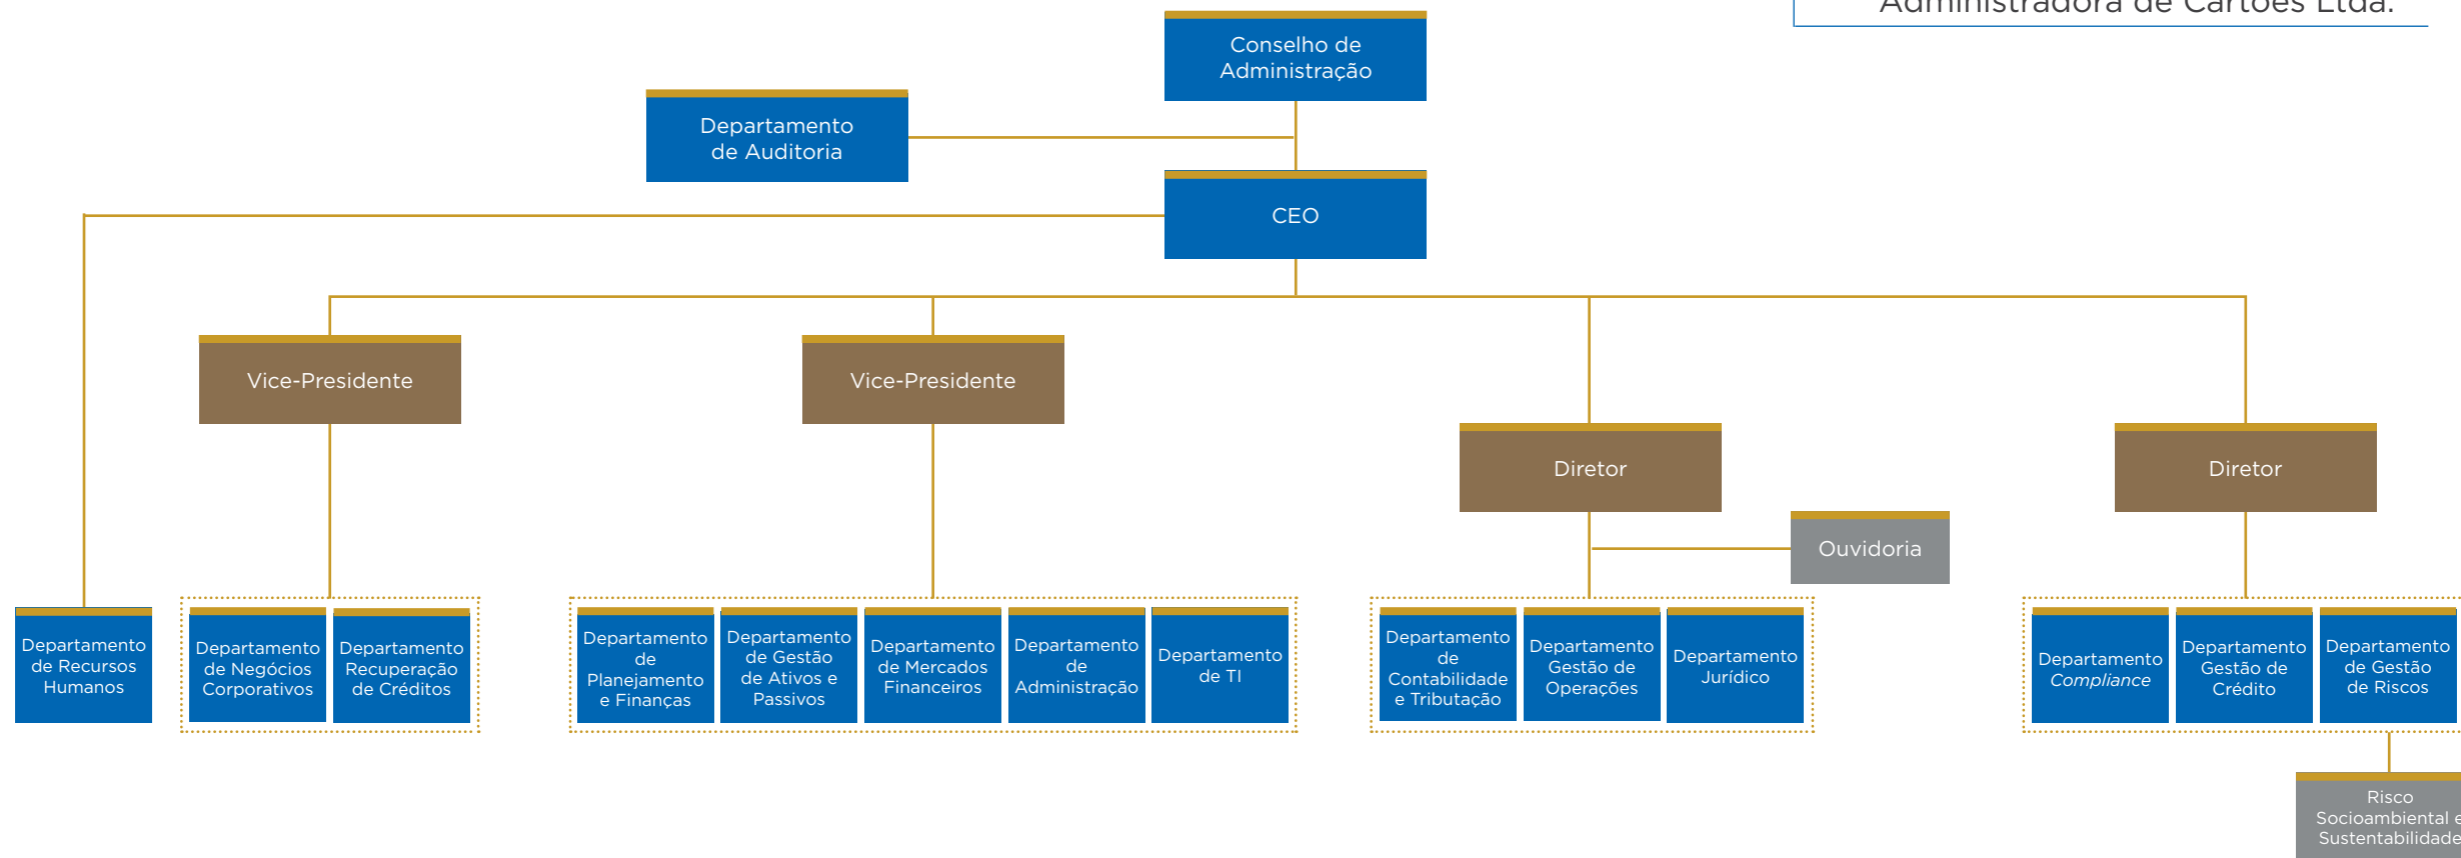 Administradora de Cartões Ltda.
Conselho de
Administração
Departamento
de Auditoria
CEO
Vice-Presidente
Vice-Presidente
Diretor
Diretor
Ouvidoria
Departamento
de Recursos
Humanos
Departamento
de Negócios
Corporativos
Departamento
Recuperação
de Créditos
Departamento
de
Planejamento
e Finanças
Departamento
de Gestão
de Ativos e
Passivos
Departamento
de Mercados
Financeiros
Departamento
de
Administração
Departamento
de TI
Departamento
de
Contabilidade
e Tributação
Departamento
Gestão de
Operações
Departamento
Jurídico
Departamento
Compliance
Departamento
Gestão de
Crédito
Departamento
de Gestão
de Riscos
Risco
Socioambiental e
Sustentabilidade